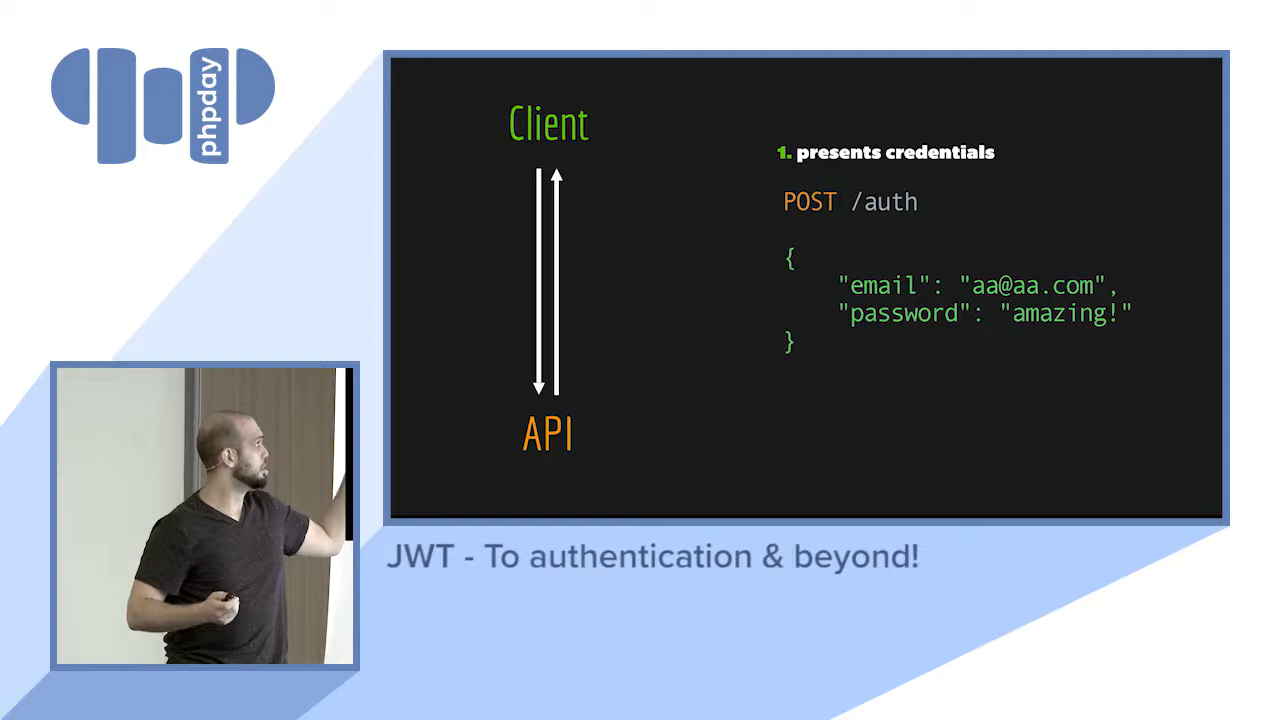 phpday
Client
API
1. presents credentials
POST /auth
{
"email": "aa@aa.com",
"password": "amazing!"
}
JWT - To authentication & beyond!